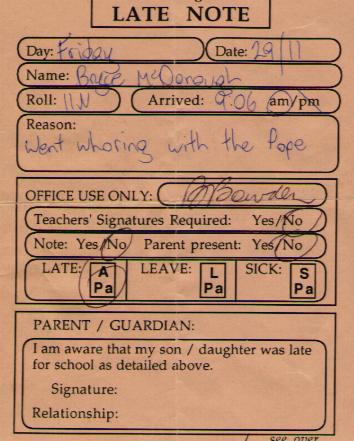 LATE NOTE
Day: Friday Date: 29/11
Name: Bryce McDonough
Roll: 11N Arrived: 9:06 am/pm
Reason:
Went whoring with the Pope
OFFICE USE ONLY: Bowden
Teachers' Signatures Required: Yes/No
Note: Yes/No Parent present: Yes/No
LATE: A Pa LEAVE: L Pa SICK: S Pa
PARENT / GUARDIAN:
I am aware that my son / daughter was late
for school as detailed above.
Signature:
Relationship:
see over